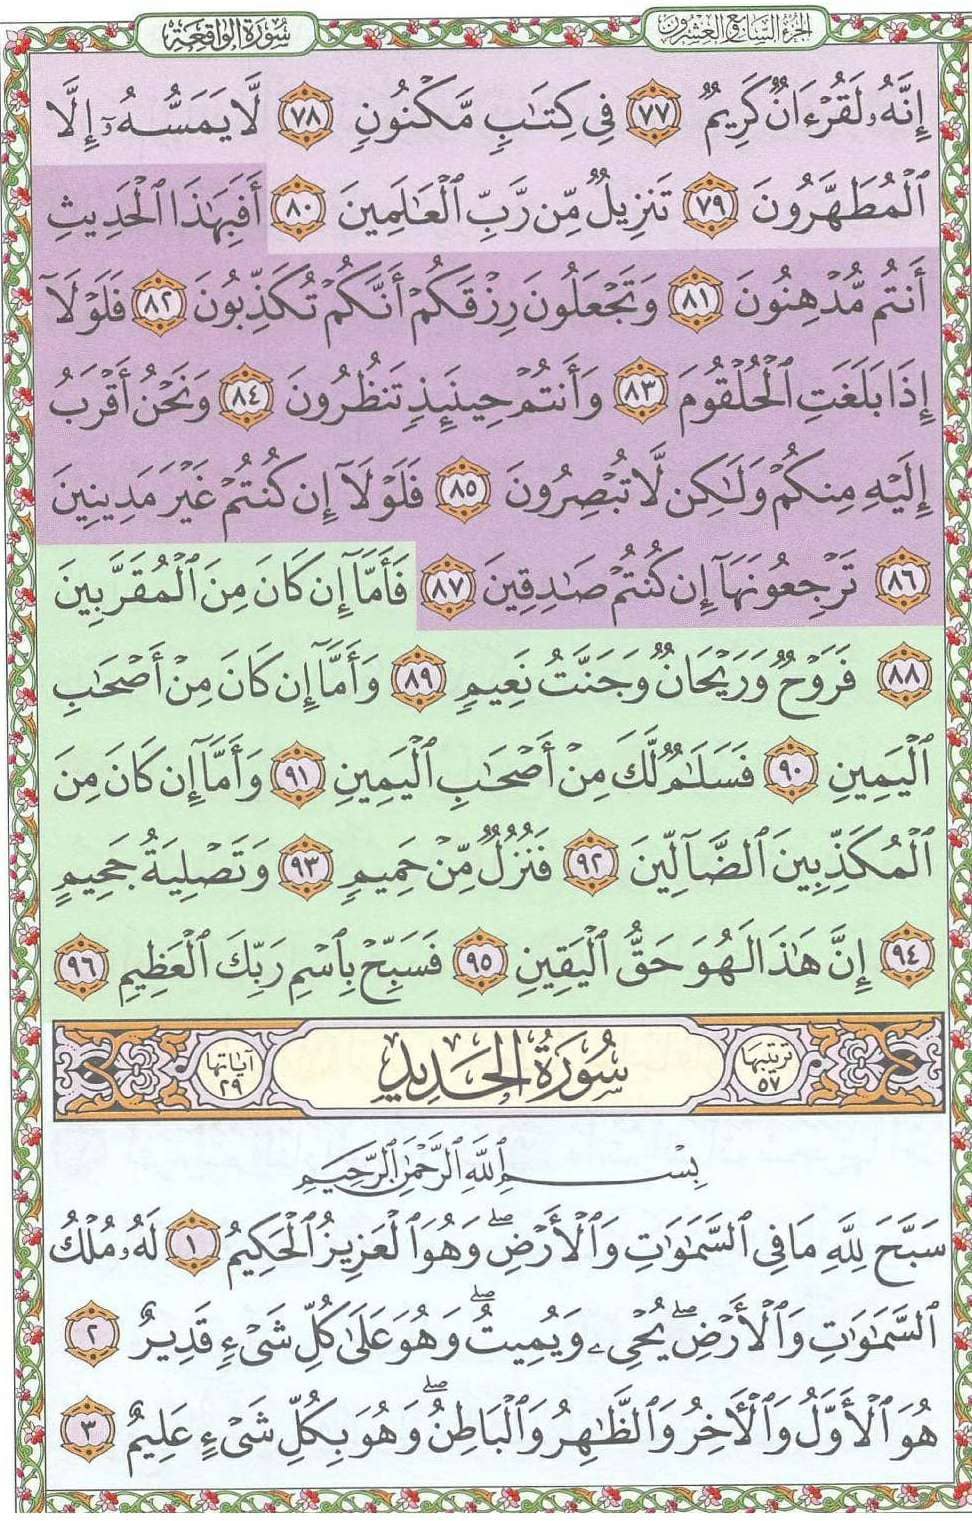 الجزء السابع والعشرون
سورة الواقعة
إِنَّهُۥ لَقُرْءَانٌ كَرِيمٌ ٧٧ فِى كِتَٰبٍ مَّكْنُونٍ ٧٨ لَّا يَمَسُّهُۥٓ إِلَّا
ٱلْمُطَهَّرُونَ ٧٩ تَنزِيلٌ مِّن رَّبِّ ٱلْعَٰلَمِينَ ٨٠ أَفَبِهَٰذَا ٱلْحَدِيثِ
أَنتُم مُّدْهِنُونَ ٨١ وَتَجْعَلُونَ رِزْقَكُمْ أَنَّكُمْ تُكَذِّبُونَ ٨٢ فَلَوْلَآ
إِذَا بَلَغَتِ ٱلْحُلْقُومَ ٨٣ وَأَنتُمْ حِينَئِذٍ تَنظُرُونَ ٨٤ وَنَحْنُ أَقْرَبُ
إِلَيْهِ مِنكُمْ وَلَٰكِن لَّا تُبْصِرُونَ ٨٥ فَلَوْلَآ إِن كُنتُمْ غَيْرَ مَدِينِينَ
٨٦ تَرْجِعُونَهَآ إِن كُنتُمْ صَٰدِقِينَ ٨٧ فَأَمَّآ إِن كَانَ مِنَ ٱلْمُقَرَّبِينَ
٨٨ فَرَوْحٌ وَرَيْحَانٌ وَجَنَّتُ نَعِيمٍ ٨٩ وَأَمَّآ إِن كَانَ مِنْ أَصْحَٰبِ
ٱلْيَمِينِ ٩٠ فَسَلَٰمٌ لَّكَ مِنْ أَصْحَٰبِ ٱلْيَمِينِ ٩١ وَأَمَّآ إِن كَانَ مِنَ
ٱلْمُكَذِّبِينَ ٱلضَّآلِّينَ ٩٢ فَنُزُلٌ مِّنْ حَمِيمٍ ٩٣ وَتَصْلِيَةُ جَحِيمٍ
٩٤ إِنَّ هَٰذَا لَهُوَ حَقُّ ٱلْيَقِينِ ٩٥ فَسَبِّحْ بِٱسْمِ رَبِّكَ ٱلْعَظِيمِ ٩٦
ترتيبها ٥٧ سُورَةُ الحَدِيدِ آياتها ٢٩
بِسْمِ ٱللَّهِ ٱلرَّحْمَٰنِ ٱلرَّحِيمِ
سَبَّحَ لِلَّهِ مَا فِى ٱلسَّمَٰوَٰتِ وَٱلْأَرْضِۖ وَهُوَ ٱلْعَزِيزُ ٱلْحَكِيمُ ١ لَهُۥ مُلْكُ
ٱلسَّمَٰوَٰتِ وَٱلْأَرْضِۖ يُحْىِۦ وَيُمِيتُۖ وَهُوَ عَلَىٰ كُلِّ شَىْءٍ قَدِيرٌ ٢
هُوَ ٱلْأَوَّلُ وَٱلْأَخِرُ وَٱلظَّٰهِرُ وَٱلْبَاطِنُۖ وَهُوَ بِكُلِّ شَىْءٍ عَلِيمٌ ٣